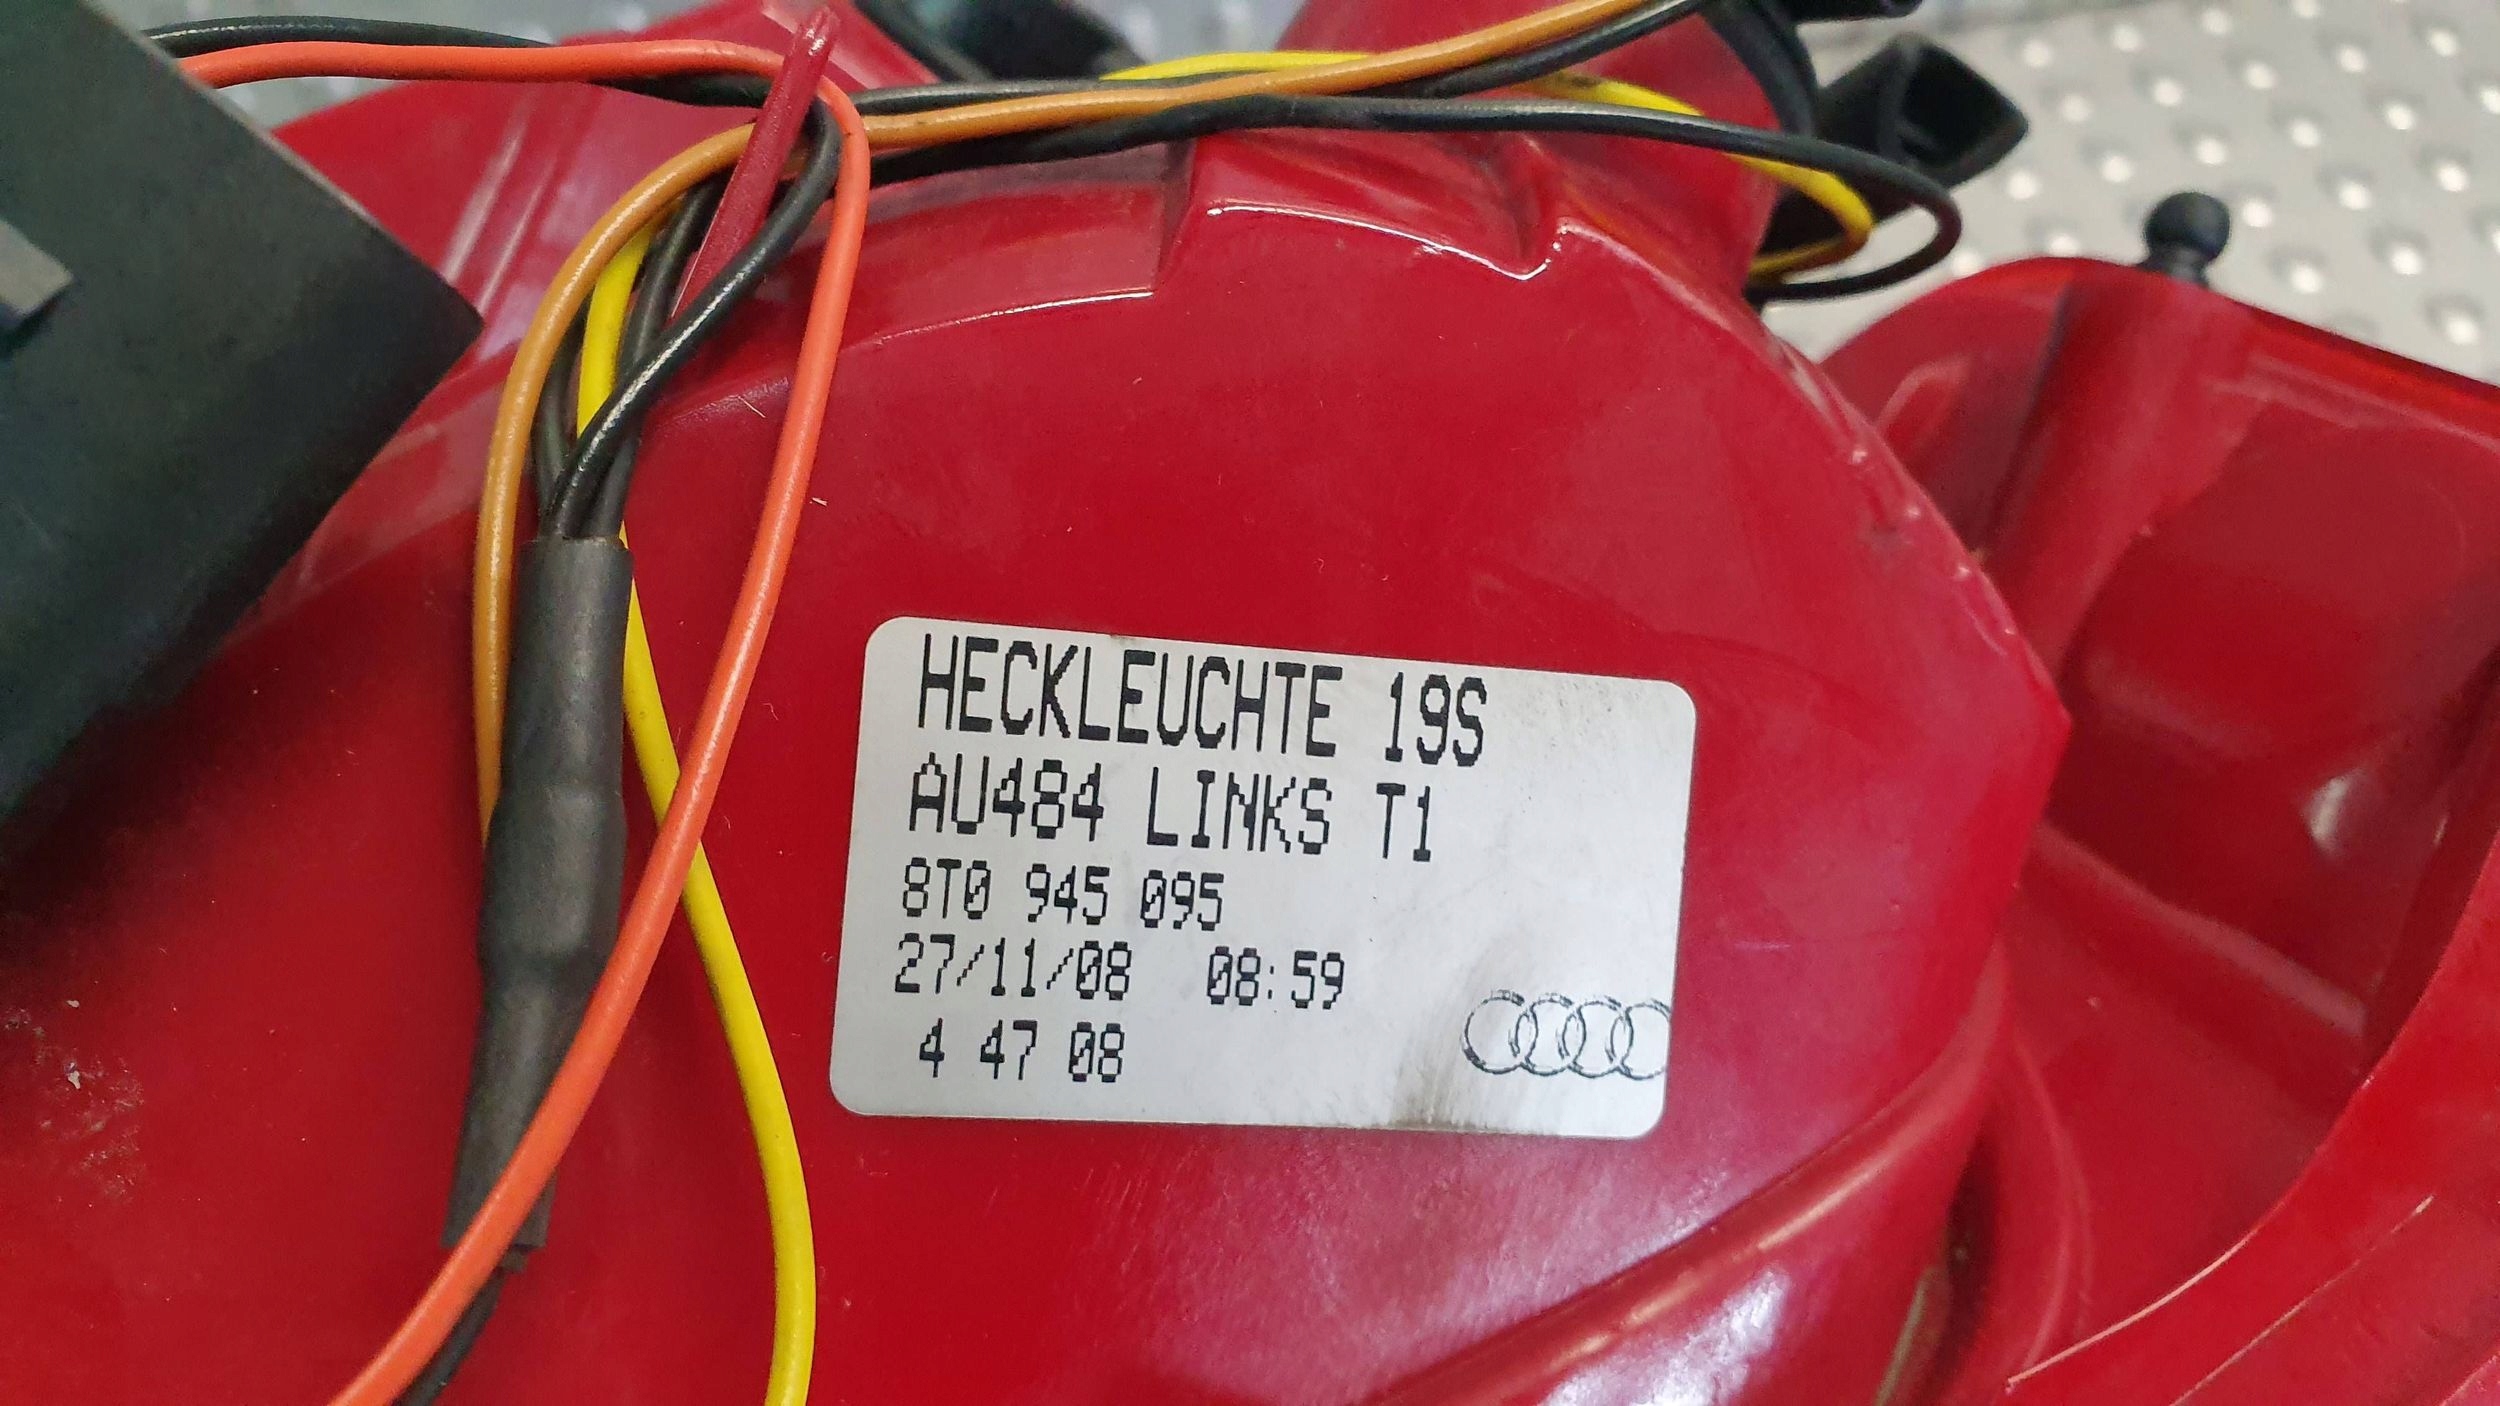 HECKLEUCHTE 19S
AU484 LINKS T1
8T0 945 095
27/11/08 08:59
4 47 08